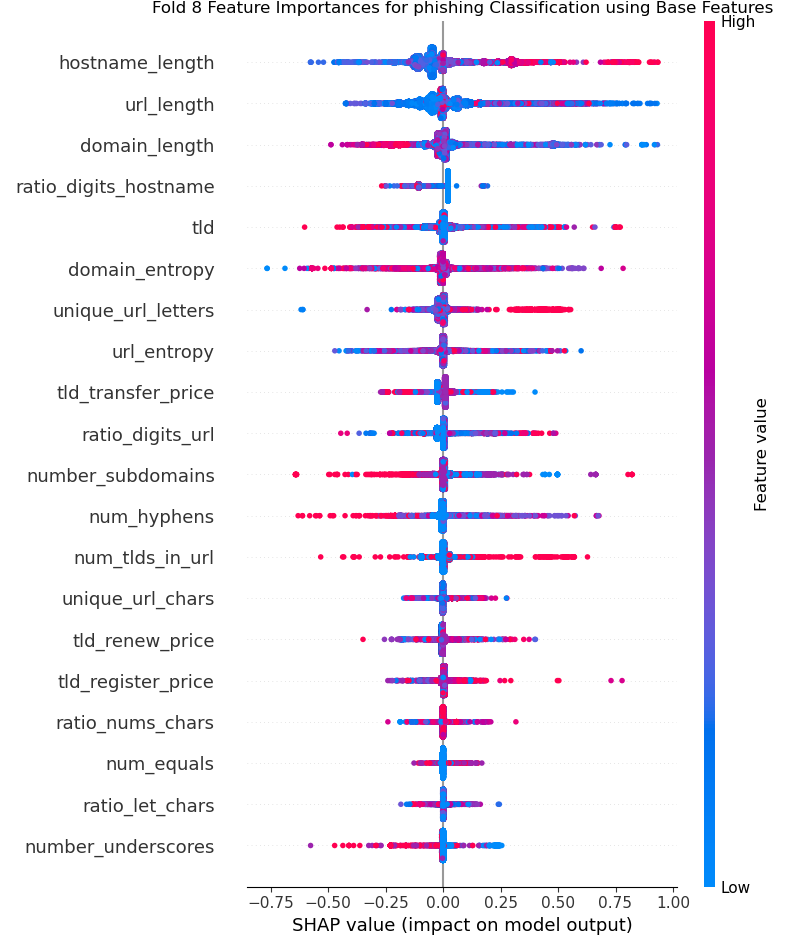 Fold 8 Feature Importances for phishing Classification using Base Features
High
hostname_length
url_length
domain_length
ratio_digits_hostname
tld
domain_entropy
unique_url_letters
url_entropy
tld_transfer_price
ratio_digits_url
number_subdomains
num_hyphens
num_tlds_in_url
unique_url_chars
tld_renew_price
tld_register_price
ratio_nums_chars
num_equals
ratio_let_chars
number_underscores
Feature value
Low
−0.75 −0.50 −0.25 0.00 0.25 0.50 0.75 1.00
SHAP value (impact on model output)